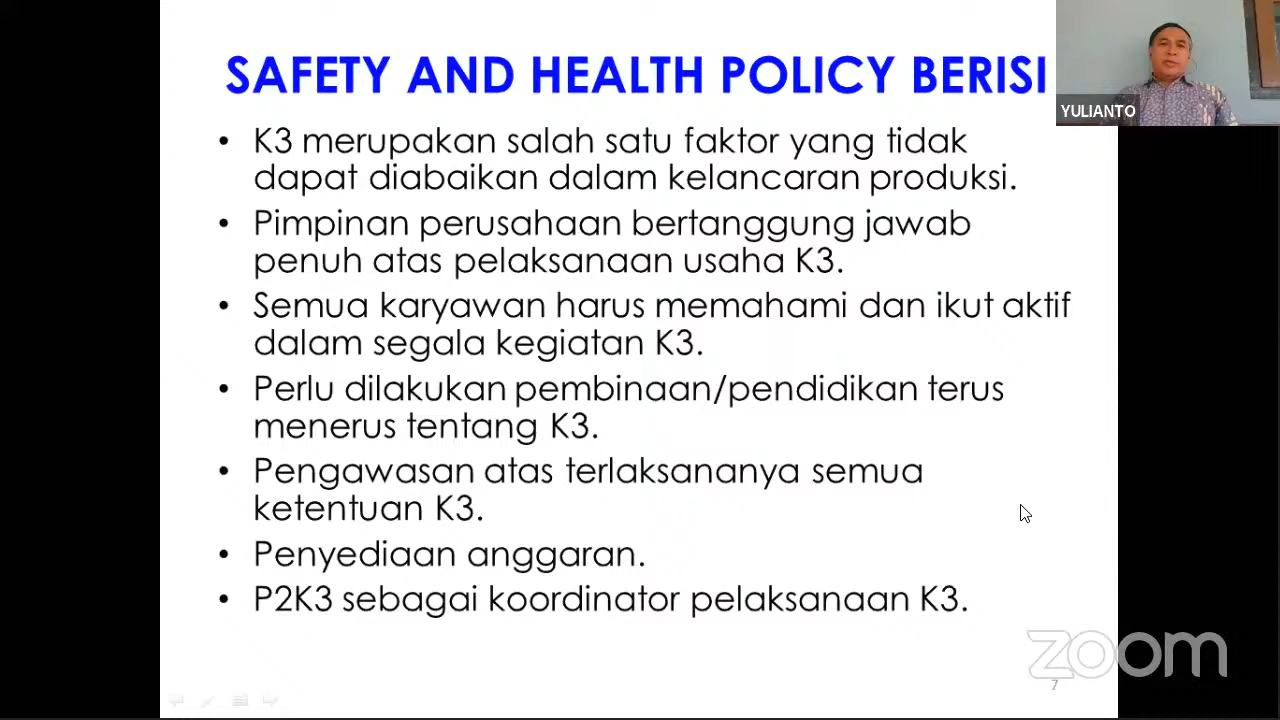 SAFETY AND HEALTH POLICY BERISI
YULIANTO
• K3 merupakan salah satu faktor yang tidak
dapat diabaikan dalam kelancaran produksi.
• Pimpinan perusahaan bertanggung jawab
penuh atas pelaksanaan usaha K3.
• Semua karyawan harus memahami dan ikut aktif
dalam segala kegiatan K3.
• Perlu dilakukan pembinaan/pendidikan terus
menerus tentang K3.
• Pengawasan atas terlaksananya semua
ketentuan K3.
• Penyediaan anggaran.
• P2K3 sebagai koordinator pelaksanaan K3.
zoom
7